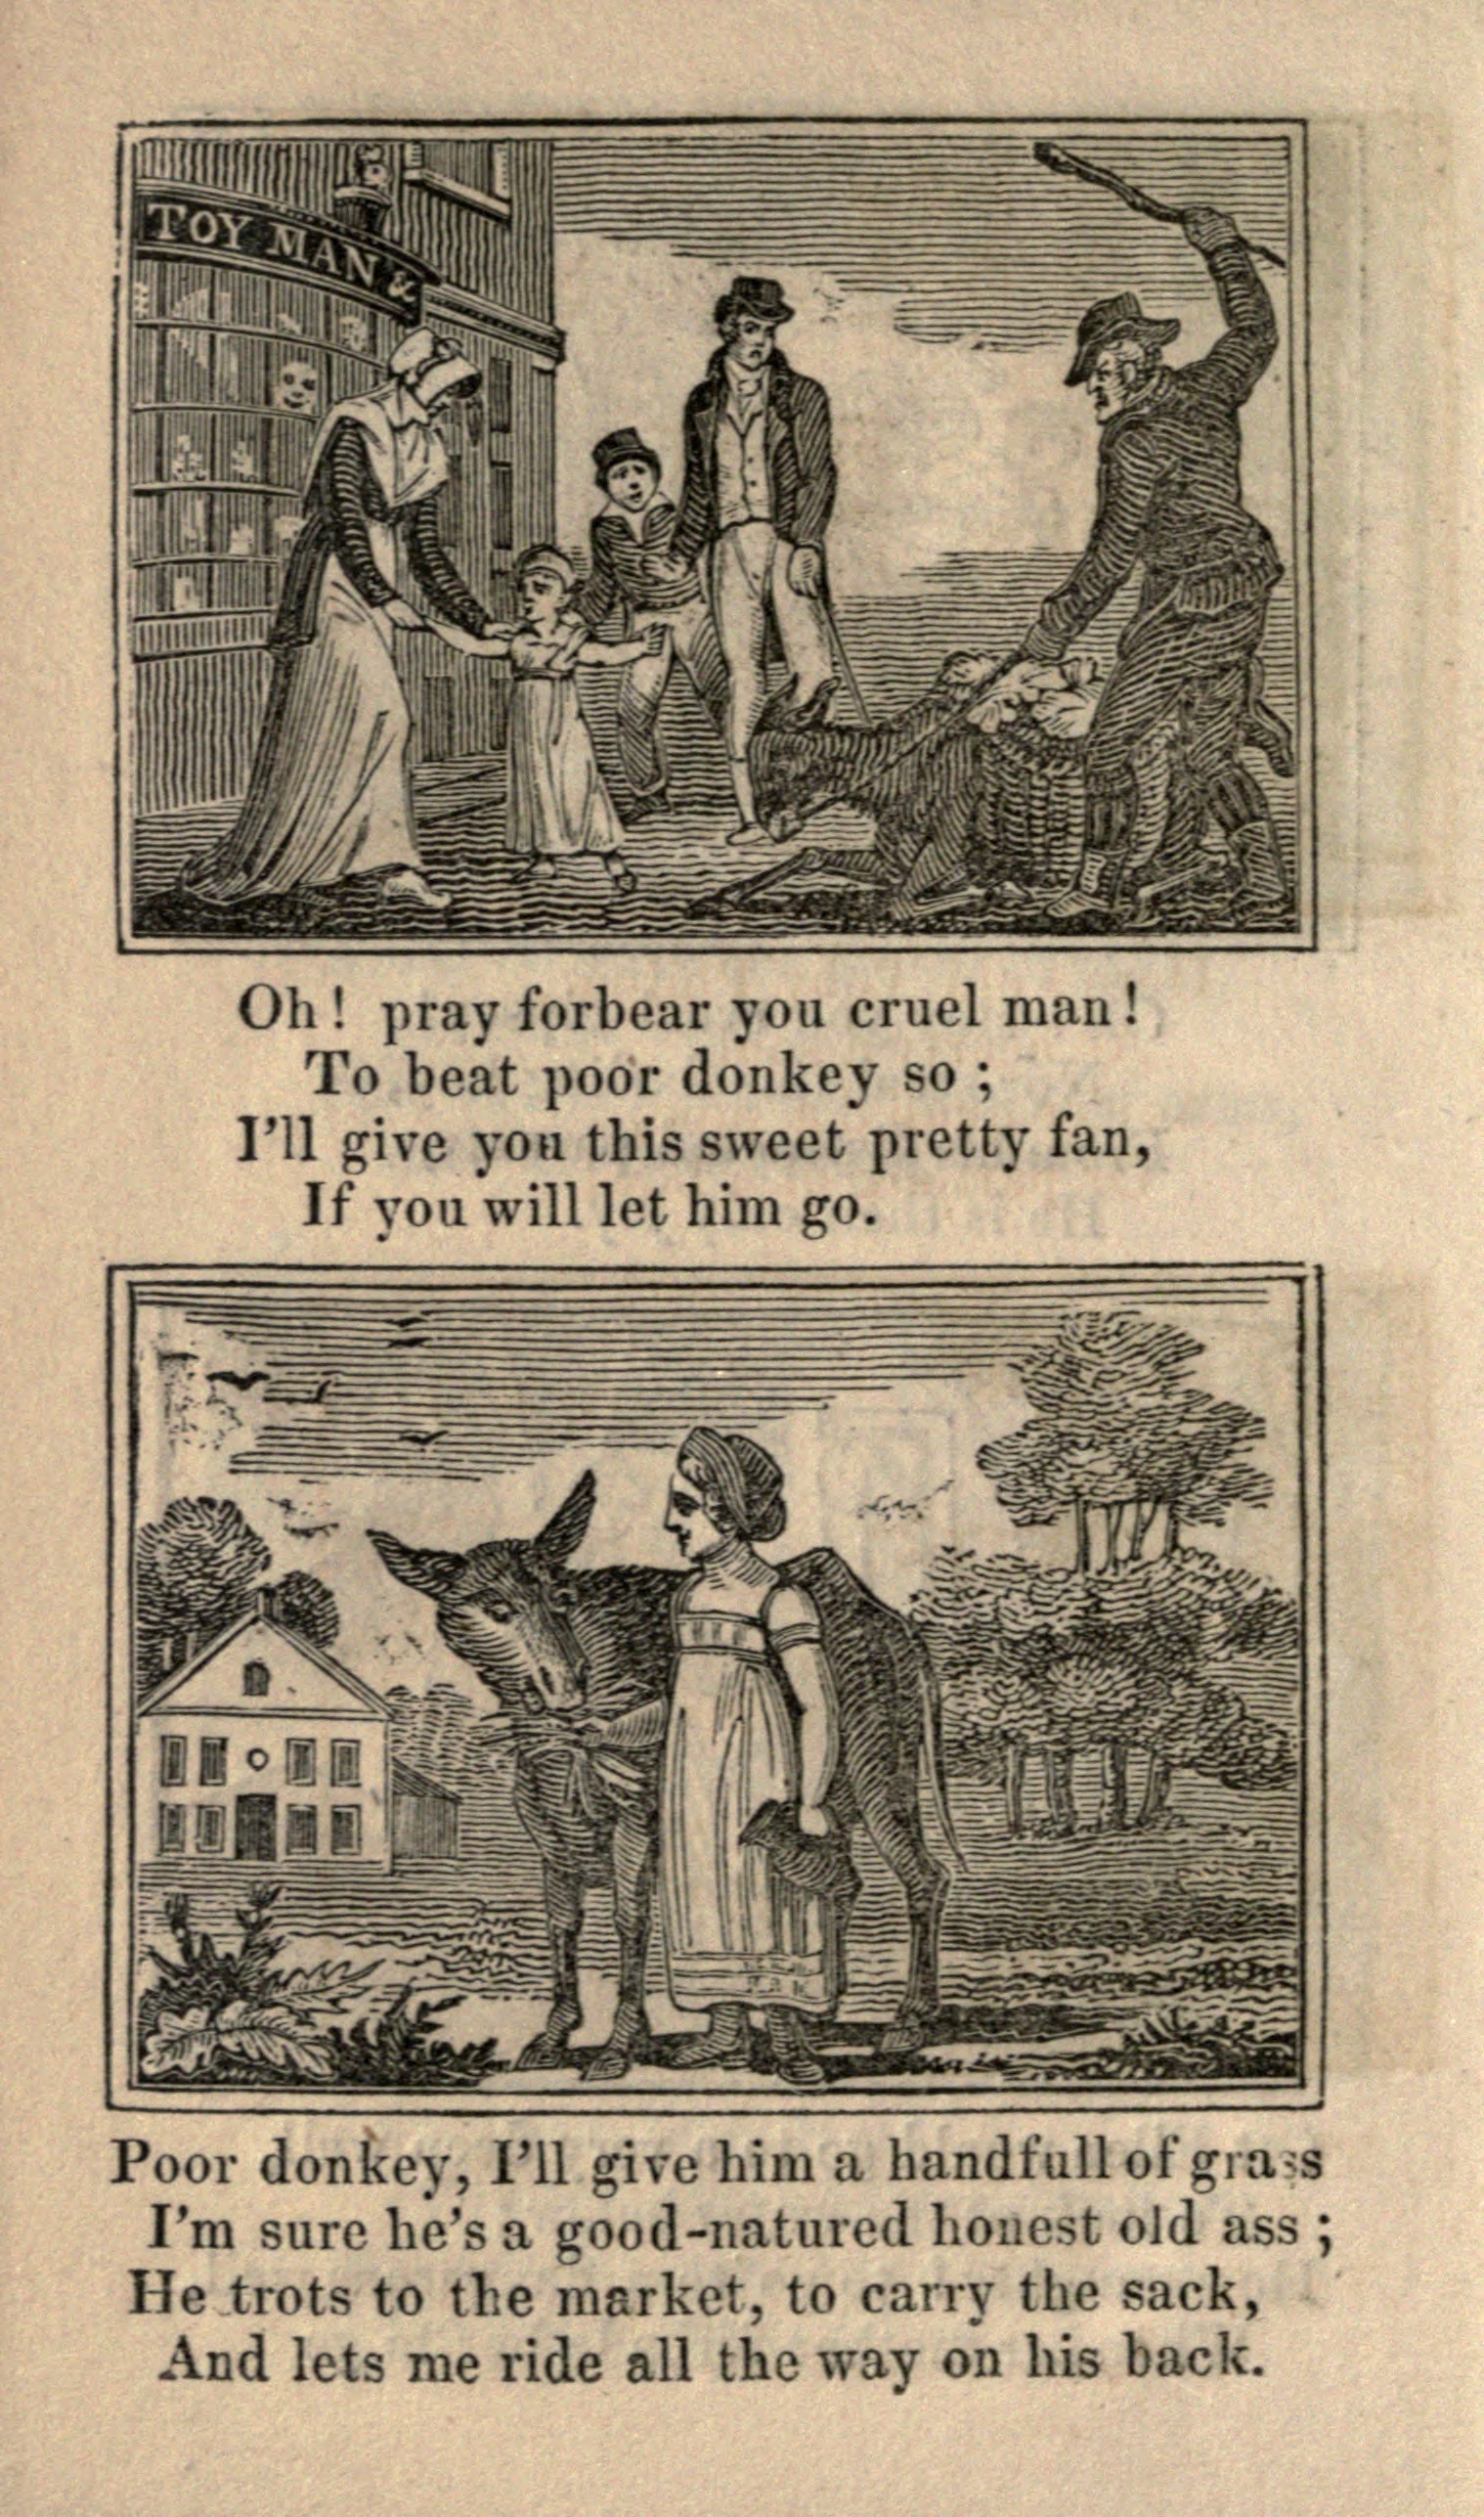 TOY MAN &
Oh! pray forbear you cruel man!
To beat poor donkey so;
I'll give you this sweet pretty fan,
If you will let him go.
Poor donkey, I'll give him a handfull of grass
I'm sure he's a good-natured honest old ass;
He trots to the market, to carry the sack,
And lets me ride all the way on his back.